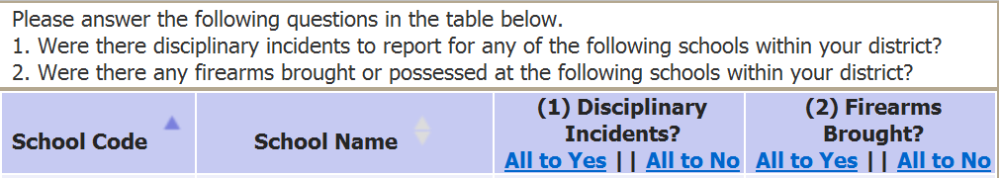 Please answer the following questions in the table below.
1. Were there disciplinary incidents to report for any of the following schools within your district?
2. Were there any firearms brought or possessed at the following schools within your district?
School Code
School Name
(1) Disciplinary
Incidents?
All to Yes || All to No
(2) Firearms
Brought?
All to Yes || All to No